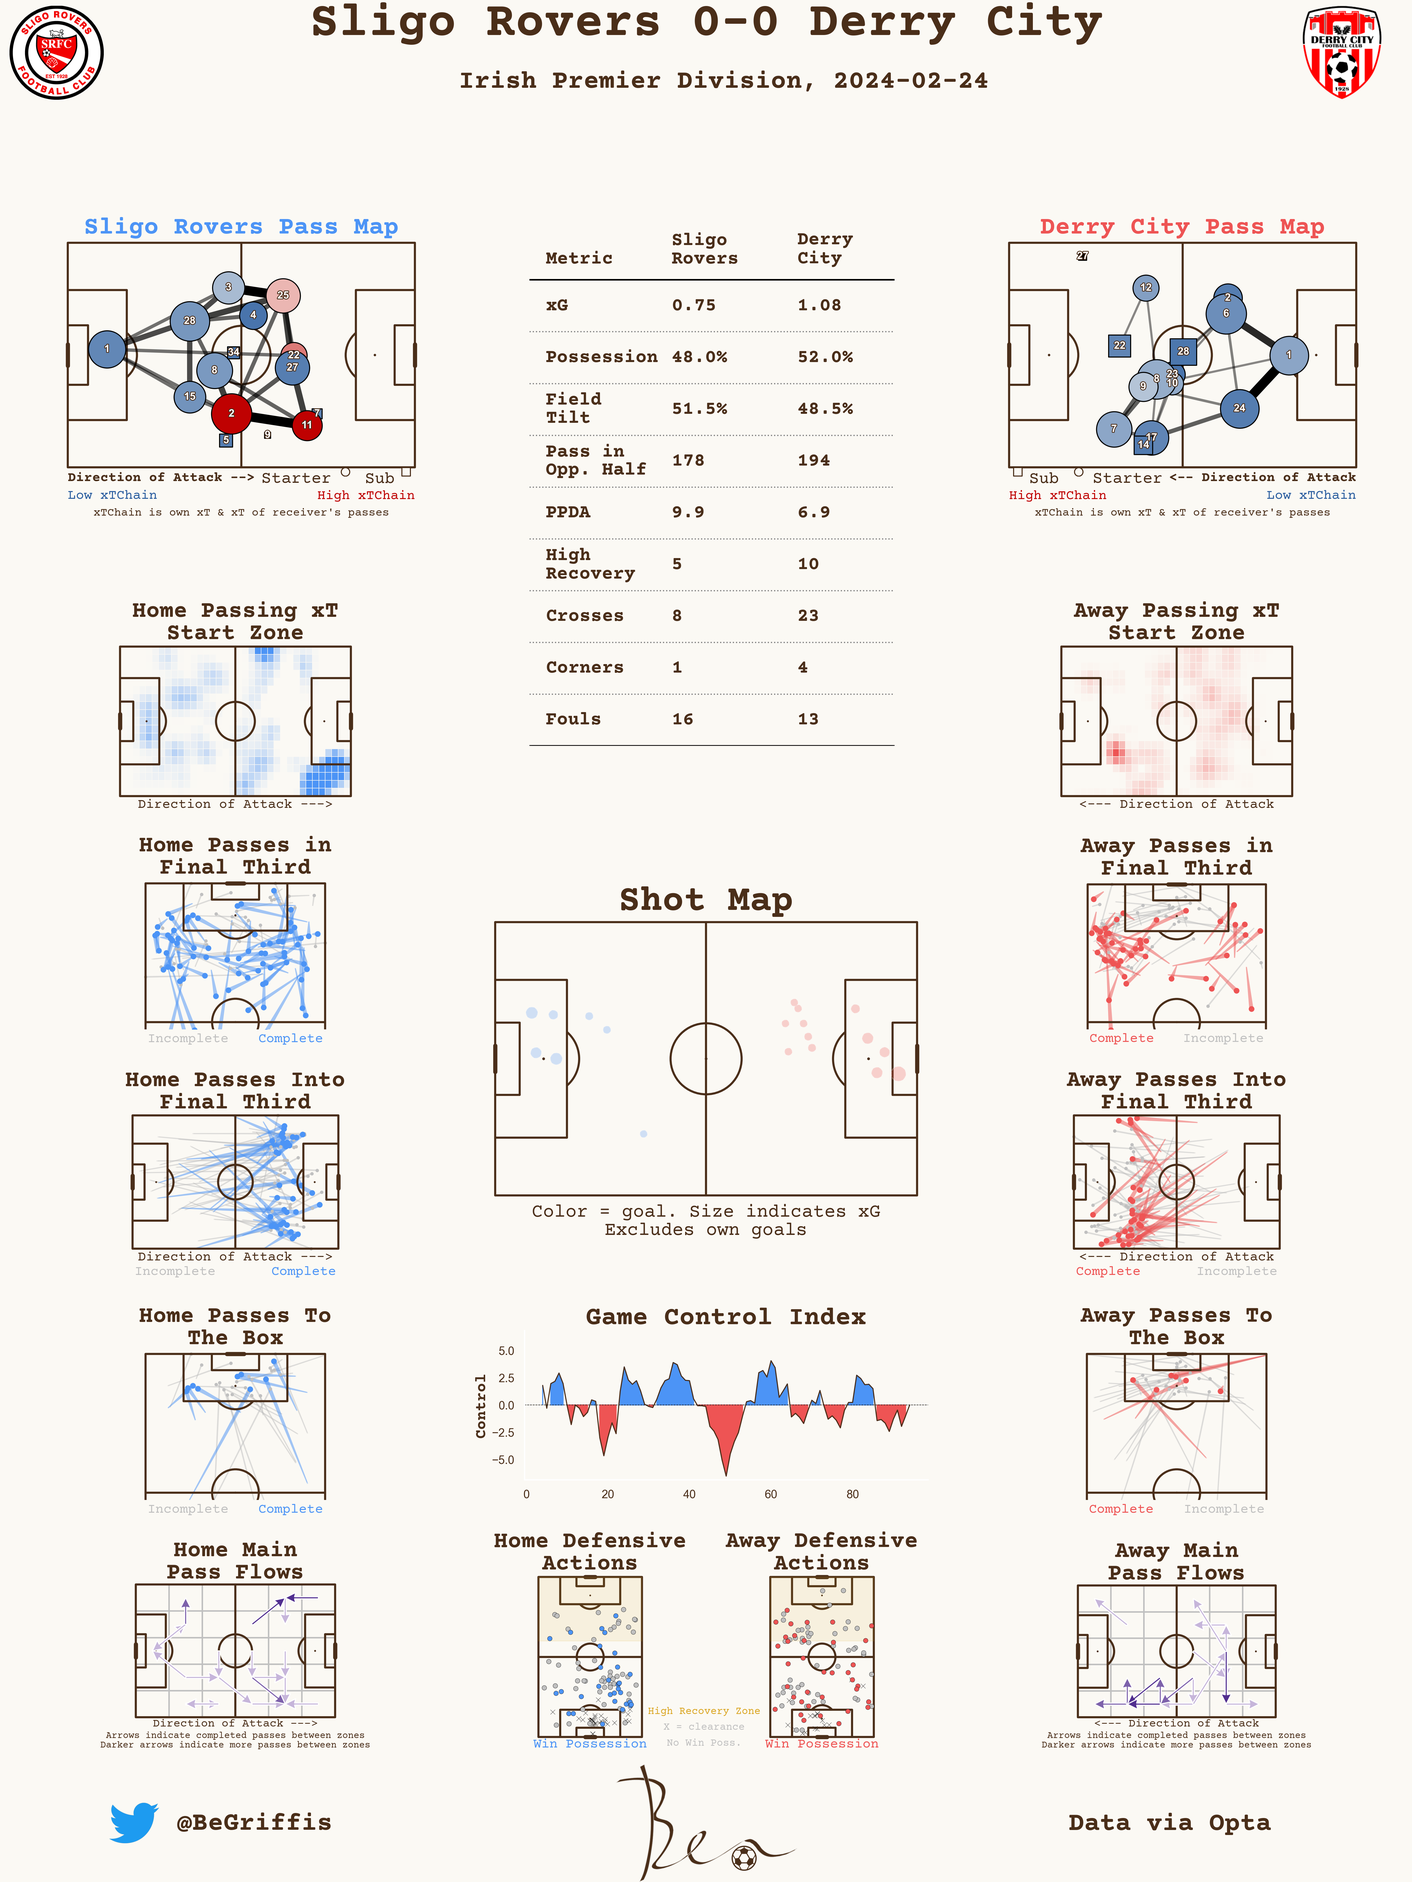 Sligo Rovers 0-0 Derry City
Irish Premier Division, 2024-02-24
SLIGO ROVERS
SRFC
EST 1928
FOOTBALL CLUB
DERRY CITY
FOOTBALL CLUB
1928
Sligo Rovers Pass Map
3
25
4
28
1
34
22
27
8
15
2
7
11
5
9
Direction of Attack --> Starter Sub
Low xTChain High xTChain
xTChain is own xT & xT of receiver's passes
Metric Sligo Rovers Derry City
xG 0.75 1.08
Possession 48.0% 52.0%
Field Tilt 51.5% 48.5%
Pass in Opp. Half 178 194
PPDA 9.9 6.9
High Recovery 5 10
Crosses 8 23
Corners 1 4
Fouls 16 13
Derry City Pass Map
27
12
2
6
22
28
1
23
8
10
9
24
7
17
14
Sub Starter <-- Direction of Attack
High xTChain Low xTChain
xTChain is own xT & xT of receiver's passes
Home Passing xT
Start Zone
Direction of Attack --->
Away Passing xT
Start Zone
<--- Direction of Attack
Home Passes in
Final Third
Incomplete Complete
Away Passes in
Final Third
Complete Incomplete
Shot Map
Color = goal. Size indicates xG
Excludes own goals
Home Passes Into
Final Third
Direction of Attack --->
Incomplete Complete
Away Passes Into
Final Third
<--- Direction of Attack
Complete Incomplete
Home Passes To
The Box
Incomplete Complete
Game Control Index
Control
5.0
2.5
0.0
−2.5
−5.0
0 20 40 60 80
Away Passes To
The Box
Complete Incomplete
Home Main
Pass Flows
Direction of Attack --->
Arrows indicate completed passes between zones
Darker arrows indicate more passes between zones
Home Defensive
Actions
Win Possession
High Recovery Zone
X = clearance
No Win Poss.
Away Defensive
Actions
Win Possession
Away Main
Pass Flows
<--- Direction of Attack
Arrows indicate completed passes between zones
Darker arrows indicate more passes between zones
@BeGriffis
Ben
Data via Opta